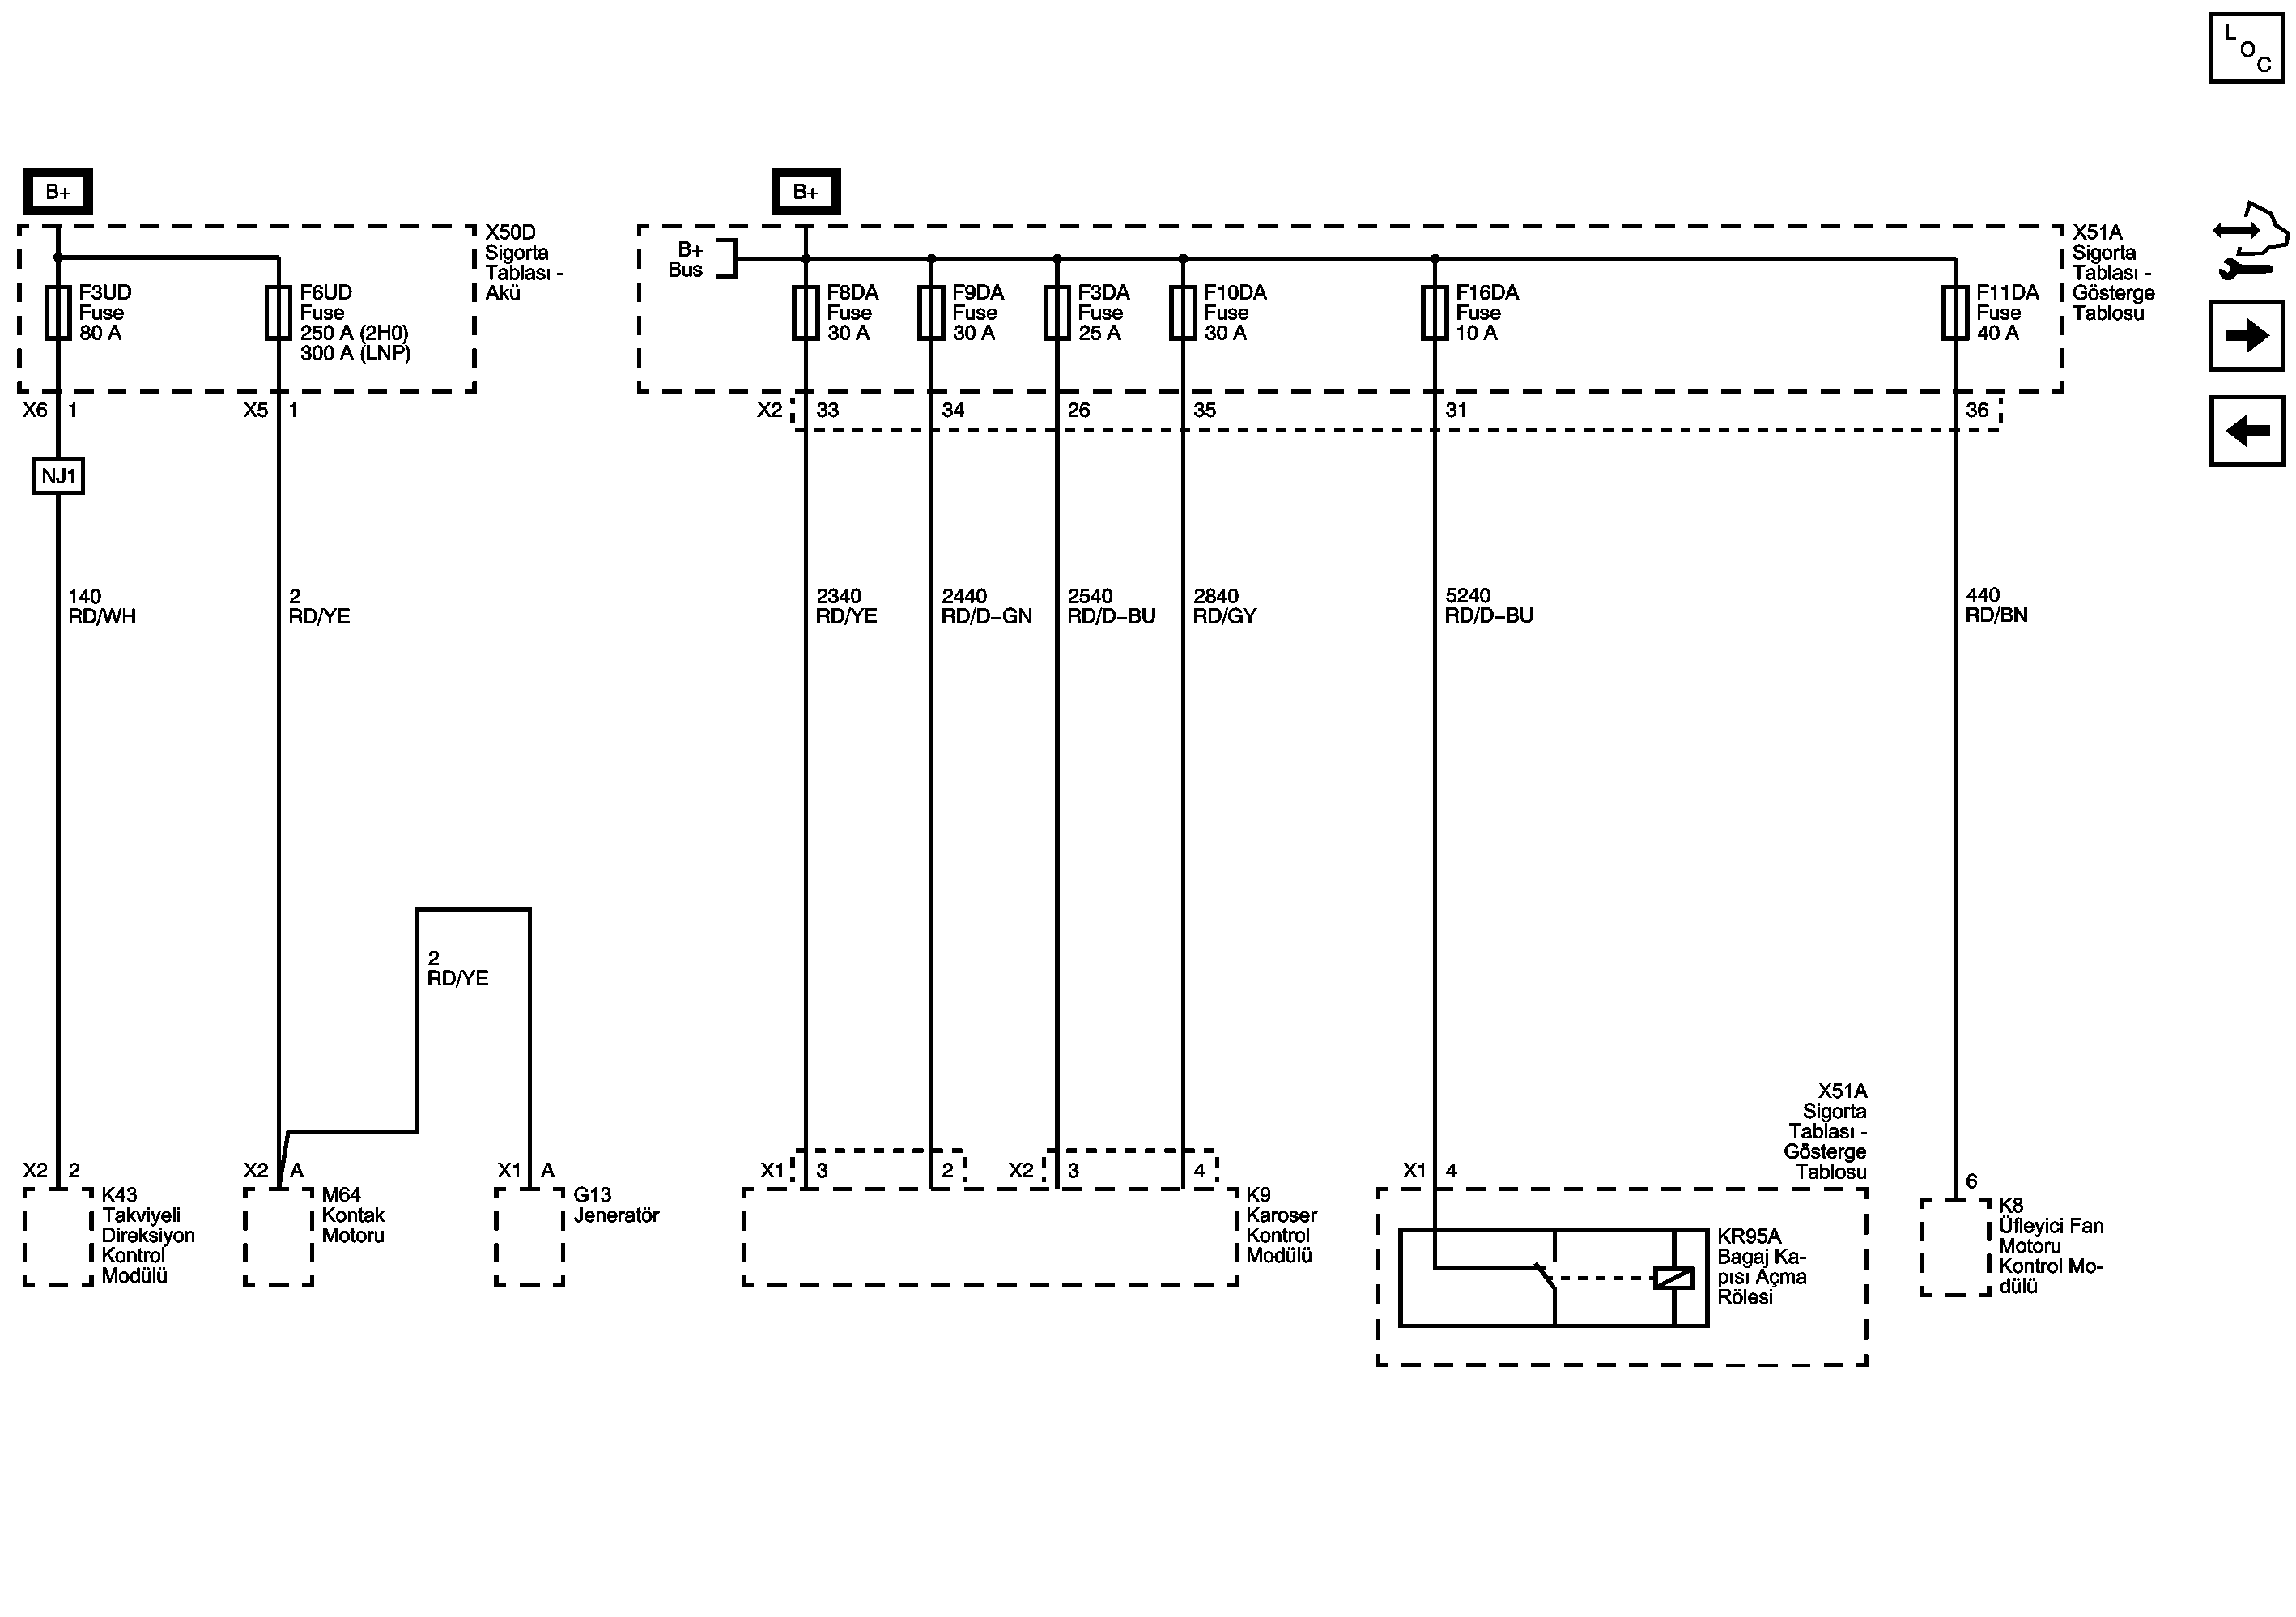 L
O
C
B+
B+
X50D
Sigorta
Tablası -
Akü
F3UD
Fuse
80 A
F6UD
Fuse
250 A (2H0)
300 A (LNP)
B+
Bus
F8DA
Fuse
30 A
F9DA
Fuse
30 A
F3DA
Fuse
25 A
F10DA
Fuse
30 A
F16DA
Fuse
10 A
F11DA
Fuse
40 A
X51A
Sigorta
Tablası -
Gösterge
Tablosu
X6 1
X5 1
X2 33 34 26 35 31 36
NJ1
140
RD/WH
2
RD/YE
2340
RD/YE
2440
RD/D–GN
2540
RD/D–BU
2840
RD/GY
5240
RD/D–BU
440
RD/BN
2
RD/YE
X51A
Sigorta
Tablası -
Gösterge
Tablosu
X2 2
X2 A
X1 A
X1 3 2
X2 3 4
X1 4
6
K43
Takviyeli
Direksiyon
Kontrol
Modülü
M64
Kontak
Motoru
G13
Jeneratör
K9
Karoser
Kontrol
Modülü
KR95A
Bagaj Ka-
pısı Açma
Rölesi
K8
Üfleyici Fan
Motoru
Kontrol Mo-
dülü